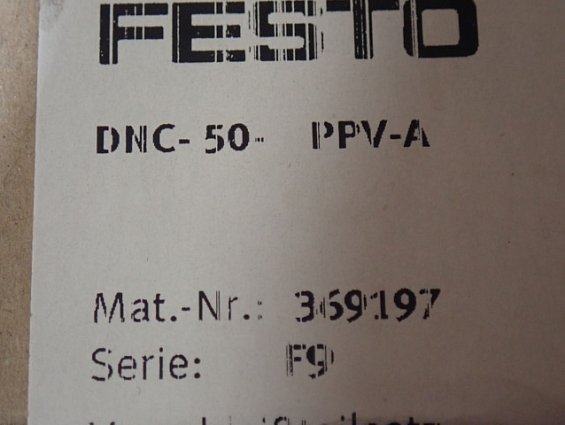 FESTO
DNC- 50- PPV-A
Mat.-Nr.: 369197
Serie: F9